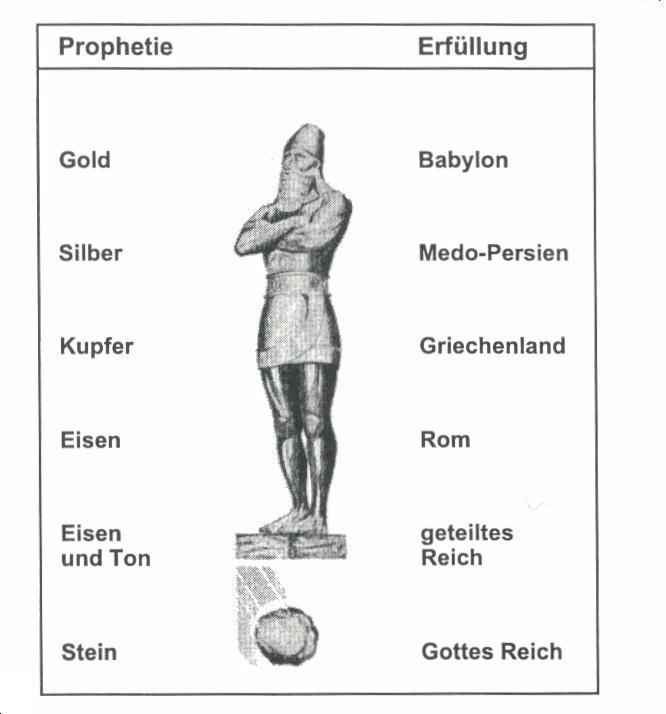 Prophetie Erfüllung
Gold Babylon
Silber Medo-Persien
Kupfer Griechenland
Eisen Rom
Eisen geteiltes
und Ton Reich
Stein Gottes Reich